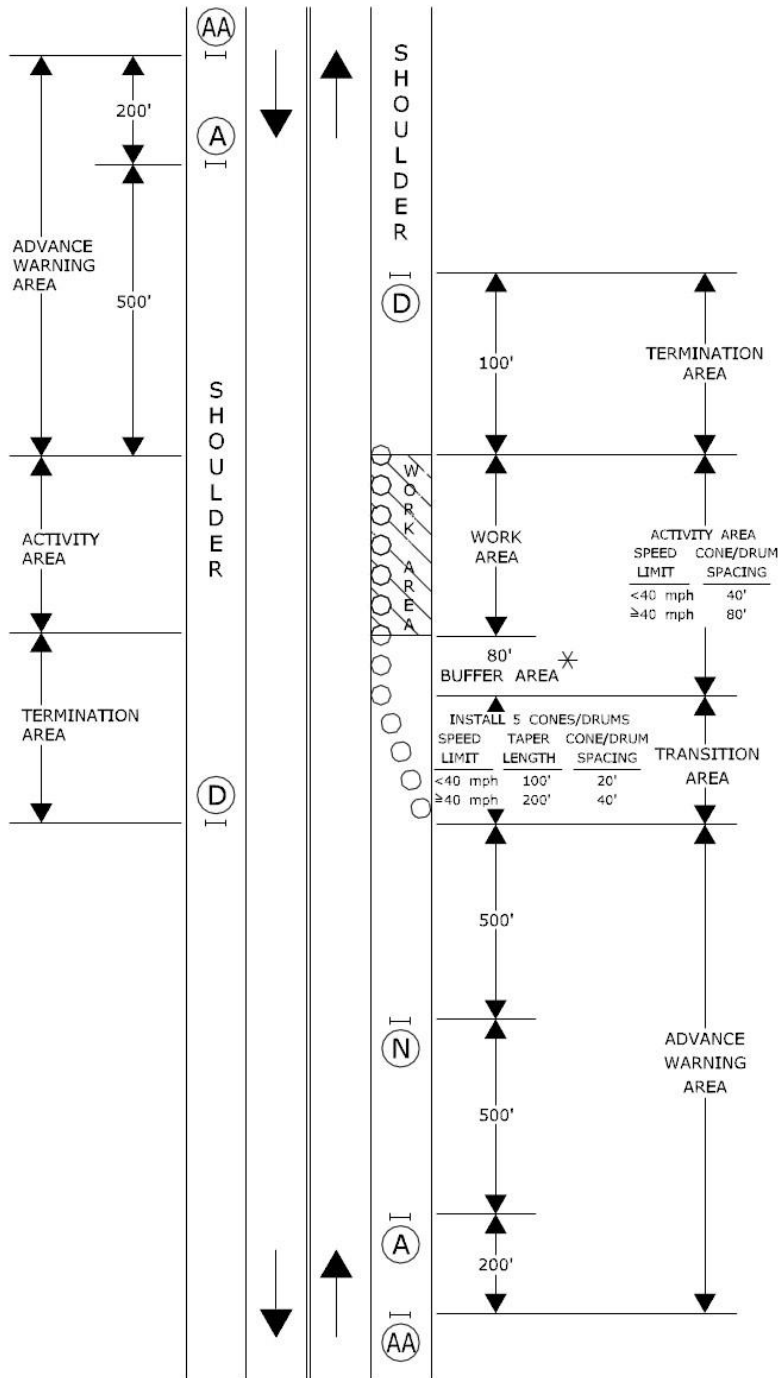 AA
200'
A
ADVANCE
WARNING
AREA
500'
SHOULDER
ACTIVITY
AREA
TERMINATION
AREA
D
SHOULDER
D
100'
TERMINATION
AREA
WORK AREA
WORK
AREA
ACTIVITY AREA
SPEED CONE/DRUM
LIMIT SPACING
<40 mph 40'
≧40 mph 80'
80'
BUFFER AREA *
INSTALL 5 CONES/DRUMS
SPEED TAPER CONE/DRUM
LIMIT LENGTH SPACING
<40 mph 100' 20'
≧40 mph 200' 40'
TRANSITION
AREA
500'
N
500'
ADVANCE
WARNING
AREA
A
200'
AA